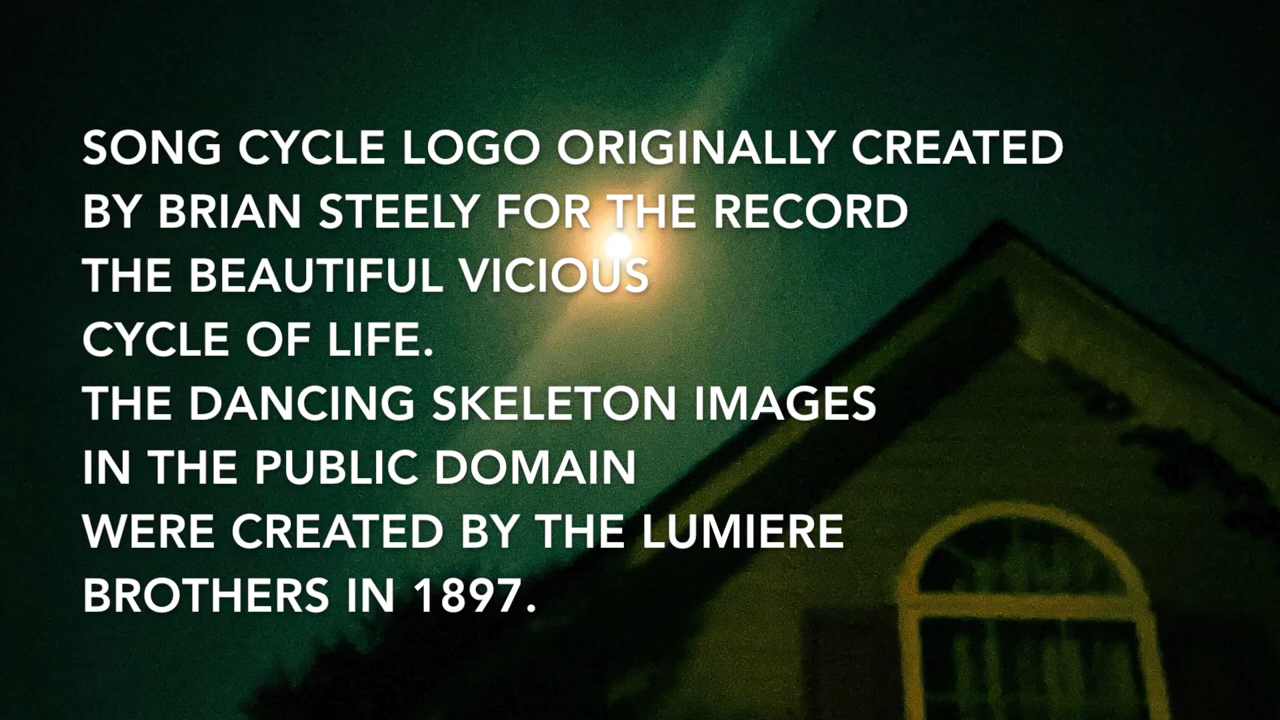 SONG CYCLE LOGO ORIGINALLY CREATED
BY BRIAN STEELY FOR THE RECORD
THE BEAUTIFUL VICIOUS
CYCLE OF LIFE.
THE DANCING SKELETON IMAGES
IN THE PUBLIC DOMAIN
WERE CREATED BY THE LUMIERE
BROTHERS IN 1897.